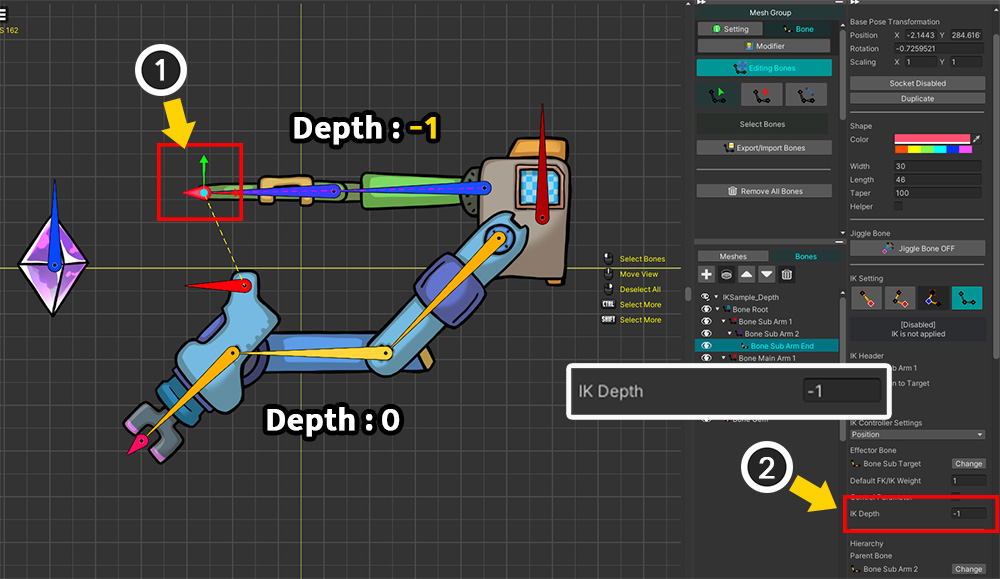 S 162
1
Depth : -1
Depth : 0
Select Bones
Move View
Deselect All
CTRL Select More
SHIFT Select More
Mesh Group
Setting
Bone
Modifier
Editing Bones
Select Bones
Export/Import Bones
Remove All Bones
Meshes
Bones
IKSample_Depth
Bone Root
Bone Sub Arm 1
Bone Sub Arm 2
Bone Sub Arm End
Bone Main Arm 1
IK Depth -1
2
Base Pose Transformation
Position X -2.1443 Y 284.616
Rotation -0.7259521
Scaling X 1 Y 1
Socket Disabled
Duplicate
Shape
Color
Width 30
Length 46
Taper 100
Helper
Jiggle Bone
Jiggle Bone OFF
IK Setting
[Disabled]
IK is not applied
IK Header
IK Controller Settings
Position
Effector Bone
Bone Sub Target Change
Default FK/IK Weight 1
IK Depth -1
Hierarchy
Parent Bone
Bone Sub Arm 2 Change